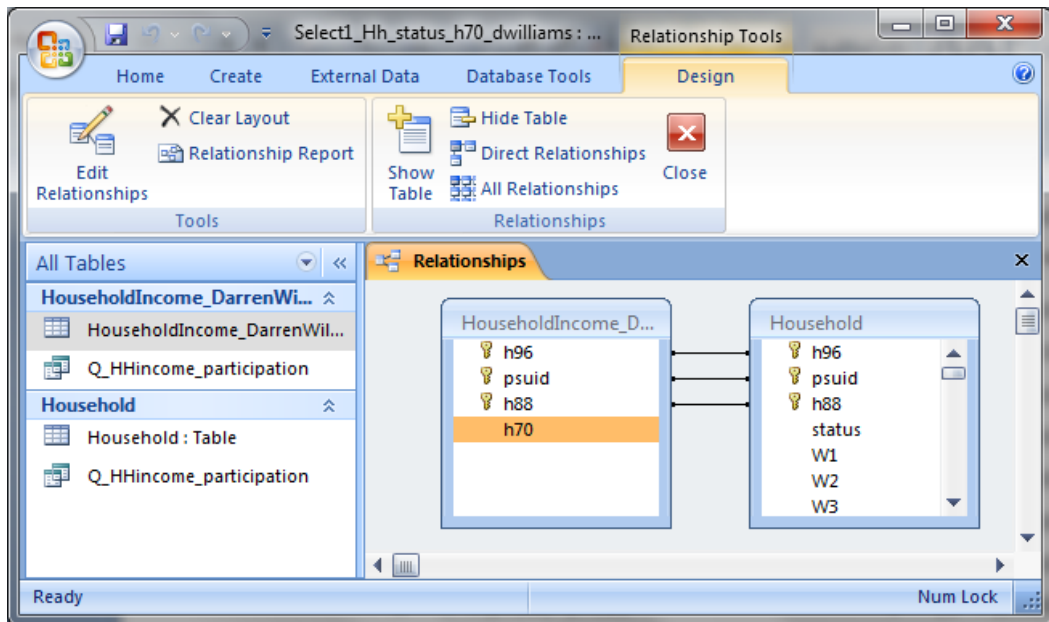 Select1_Hh_status_h70_dwilliams : ... Relationship Tools
Home Create External Data Database Tools Design
Edit Relationships
Clear Layout
Relationship Report
Tools
Show Table
Hide Table
Direct Relationships
All Relationships
Close
Relationships
All Tables
HouseholdIncome_DarrenWi...
HouseholdIncome_DarrenWil...
Q_HHincome_participation
Household
Household : Table
Q_HHincome_participation
Relationships
HouseholdIncome_D...
h96
psuid
h88
h70
Household
h96
psuid
h88
status
W1
W2
W3
Ready Num Lock